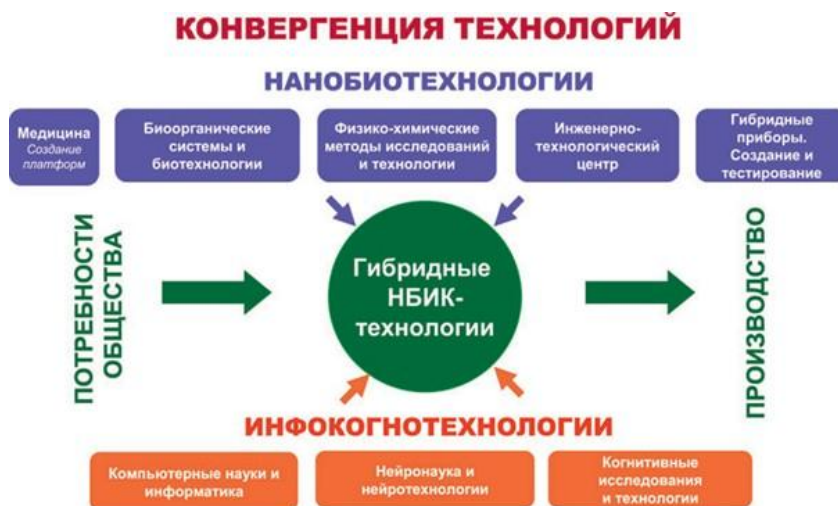 КОНВЕРГЕНЦИЯ ТЕХНОЛОГИЙ
НАНОБИОТЕХНОЛОГИИ
Медицина
Создание
платформ
Биоорганические
системы и
биотехнологии
Физико-химические
методы исследований
и технологии
Инженерно-
технологический
центр
Гибридные
приборы.
Создание и
тестирование
ПОТРЕБНОСТИ
ОБЩЕСТВА
Гибридные
НБИК-
технологии
ПРОИЗВОДСТВО
ИНФОКОГНОТЕХНОЛОГИИ
Компьютерные науки и
информатика
Нейронаука и
нейротехнологии
Когнитивные
исследования
и технологии